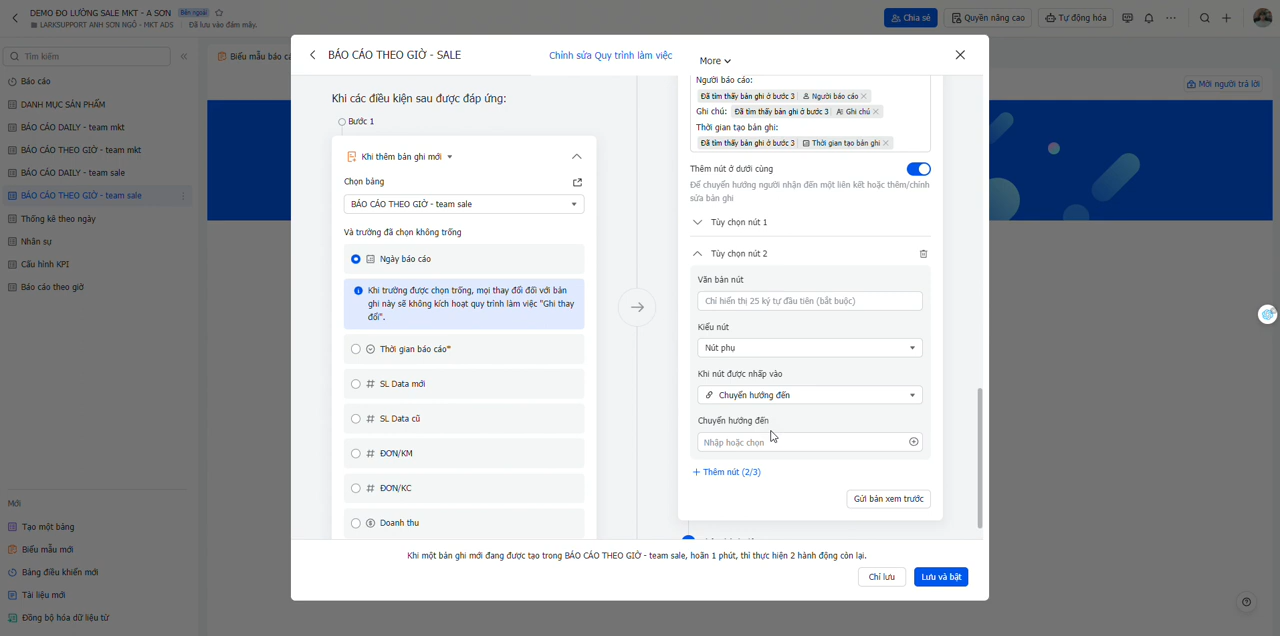 DEMO ĐO LƯỜNG SALE MKT - A SƠN
Bên ngoài
LARKSUPPORT ANH SƠN NGÔ - MKT ADS
Đã lưu vào đám mây.
Chia sẻ
Quyền nâng cao
Tự động hóa
Tìm kiếm
Báo cáo
DANH MỤC SẢN PHẨM
BÁO CÁO DAILY - team mkt
BÁO CÁO THEO GIỜ - team mkt
BÁO CÁO DAILY - team sale
BÁO CÁO THEO GIỜ - team sale
Thống kê theo ngày
Nhân sự
Cấu hình KPI
Báo cáo theo giờ
Mới
Tạo một bảng
Biểu mẫu mới
Bảng điều khiển mới
Tài liệu mới
Đồng bộ hóa dữ liệu từ
Biểu mẫu báo cá
Mời người trả lời
BÁO CÁO THEO GIỜ - SALE
Chỉnh sửa Quy trình làm việc
More
Khi các điều kiện sau được đáp ứng:
Bước 1
Khi thêm bản ghi mới
Chọn bảng
BÁO CÁO THEO GIỜ - team sale
Và trường đã chọn không trống
Ngày báo cáo
Khi trường được chọn trống, mọi thay đổi đối với bản
ghi này sẽ không kích hoạt quy trình làm việc "Ghi thay
đổi".
Thời gian báo cáo*
SL Data mới
SL Data cũ
ĐƠN/KM
ĐƠN/KC
Doanh thu
Người báo cáo:
Đã tìm thấy bản ghi ở bước 3 Người báo cáo
Ghi chú: Đã tìm thấy bản ghi ở bước 3 Ghi chú
Thời gian tạo bản ghi:
Đã tìm thấy bản ghi ở bước 3 Thời gian tạo bản ghi
Thêm nút ở dưới cùng
Để chuyển hướng người nhận đến một liên kết hoặc thêm/chỉnh
sửa bản ghi
Tùy chọn nút 1
Tùy chọn nút 2
Văn bản nút
Chỉ hiển thị 25 ký tự đầu tiên (bắt buộc)
Kiểu nút
Nút phụ
Khi nút được nhấp vào
Chuyển hướng đến
Chuyển hướng đến
Nhập hoặc chọn
+ Thêm nút (2/3)
Gửi bản xem trước
Khi một bản ghi mới đang được tạo trong BÁO CÁO THEO GIỜ - team sale, hoãn 1 phút, thì thực hiện 2 hành động còn lại.
Chỉ lưu
Lưu và bật